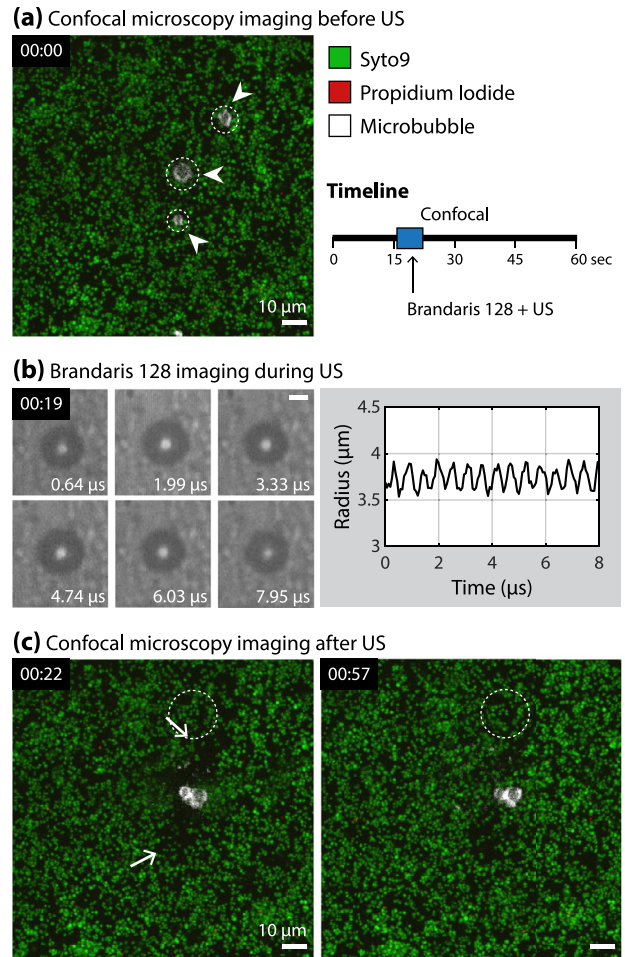 (a) Confocal microscopy imaging before US
00:00
10 µm
Syto9
Propidium Iodide
Microbubble
Timeline
Confocal
0 15 30 45 60 sec
Brandaris 128 + US
(b) Brandaris 128 imaging during US
00:19
0.64 µs 1.99 µs 3.33 µs
4.74 µs 6.03 µs 7.95 µs
Radius (µm)
4.5
4
3.5
3
0 2 4 6 8
Time (µs)
(c) Confocal microscopy imaging after US
00:22
10 µm
00:57